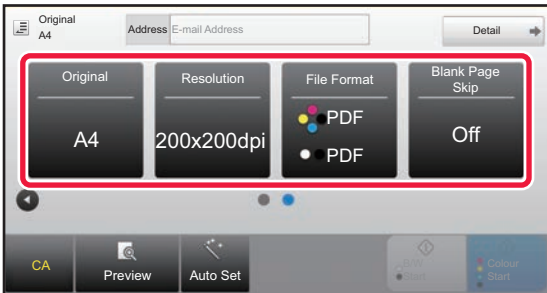 Original
A4
Address E-mail Address
Detail
Original
A4
Resolution
200x200dpi
File Format
PDF
PDF
Blank Page
Skip
Off
CA
Preview
Auto Set
B/W
Start
Colour
Start